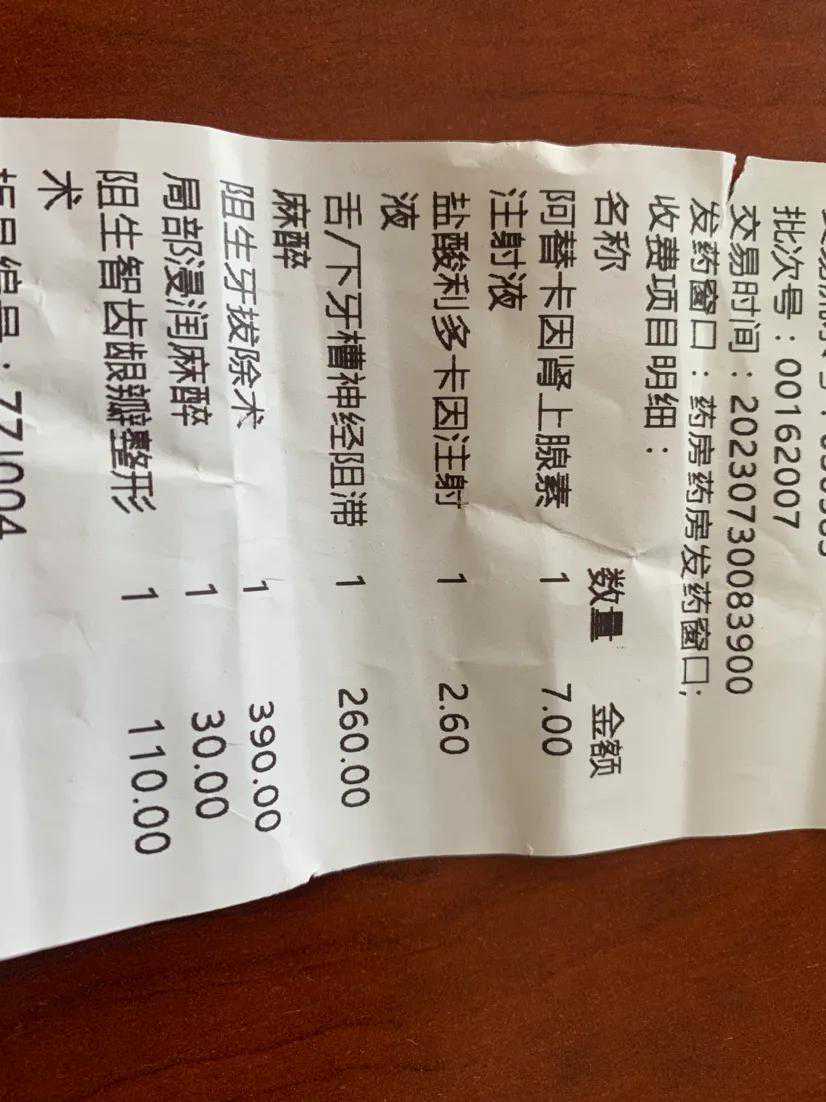 批次号：00162007
交易时间：20230730083900
发药窗口：药房药房发药窗口;
收费项目明细：
名称 数量 金额
阿替卡因肾上腺素 1 7.00
注射液
盐酸利多卡因注射 1 2.60
液
舌/下牙槽神经阻滞 1 260.00
麻醉
阻生牙拔除术 1 390.00
局部浸润麻醉 1 30.00
阻生智齿龈瓣整形 1 110.00
术